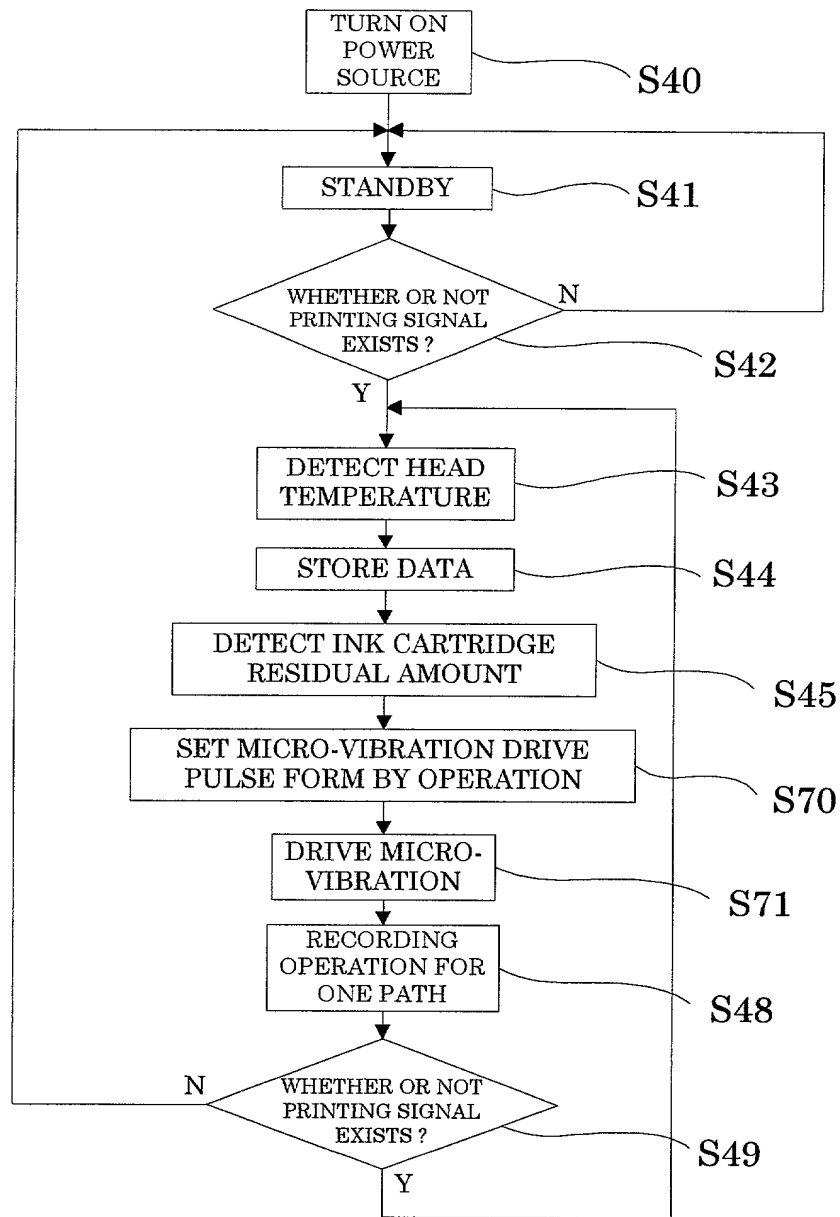 TURN ON
POWER
SOURCE
S40
STANDBY
S41
WHETHER OR NOT
PRINTING SIGNAL
EXISTS ?
N
S42
Y
DETECT HEAD
TEMPERATURE
S43
STORE DATA
S44
DETECT INK CARTRIDGE
RESIDUAL AMOUNT
S45
SET MICRO-VIBRATION DRIVE
PULSE FORM BY OPERATION
S70
DRIVE MICRO-
VIBRATION
S71
RECORDING
OPERATION FOR
ONE PATH
S48
N
WHETHER OR NOT
PRINTING SIGNAL
EXISTS ?
S49
Y